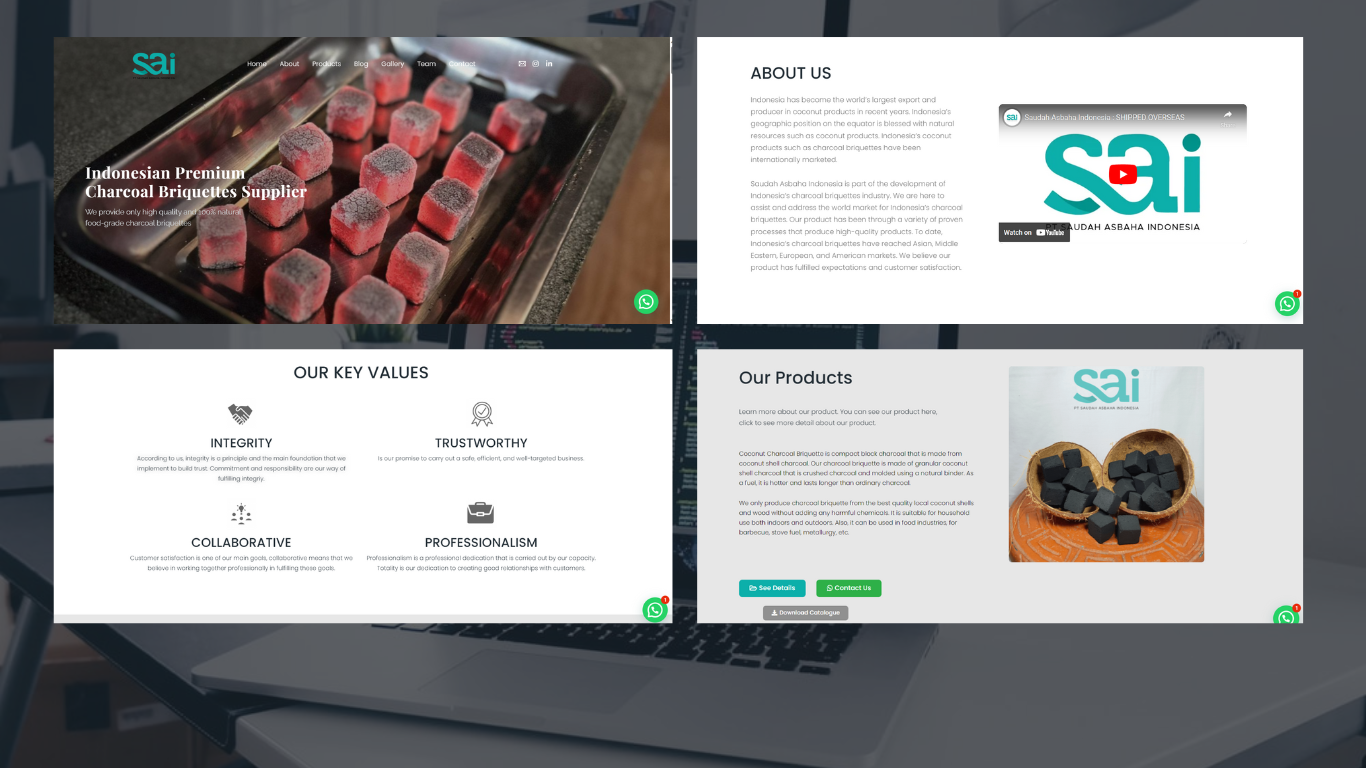 sai
Home About Products Blog Gallery Team Contact
Indonesian Premium
Charcoal Briquettes Supplier
We provide only high quality and 100% natural
food-grade charcoal briquettes
ABOUT US
Indonesia has become the world's largest export and
producer in coconut products in recent years. Indonesia's
geographic position on the equator is blessed with natural
resources such as coconut products. Indonesia's coconut
products such as charcoal briquettes have been
internationally marketed.
Saudah Asbaha Indonesia is part of the development of
Indonesia's charcoal briquettes industry. We are here to
assist and address the world market for Indonesia's charcoal
briquettes. Our product has been through a variety of proven
processes that produce high-quality products. To date,
Indonesia's charcoal briquettes have reached Asian, Middle
Eastern, European, and American markets. We believe our
product has fulfilled expectations and customer satisfaction.
sai Saudah Asbaha Indonesia : SHIPPED OVERSEAS
sai
PT SAUDAH ASBAHA INDONESIA
Watch on YouTube
1
OUR KEY VALUES
INTEGRITY
According to us, integrity is a principle and the main foundation that we
implement to build trust. Commitment and responsibility are our way of
fulfilling integrity.
TRUSTWORTHY
Is our promise to carry out a safe, efficient, and well-targeted business.
COLLABORATIVE
Customer satisfaction is one of our main goals, collaborative means that we
believe in working together professionally in fulfilling those goals.
PROFESSIONALISM
Professionalism is a professional dedication that is carried out by our capacity.
Totality is our dedication to creating good relationships with customers.
1
Our Products
Learn more about our product. You can see our product here,
click to see more detail about our product.
Coconut Charcoal Briquette is compact black charcoal that is made from
coconut shell charcoal. Our charcoal briquette is made of granular coconut
shell charcoal that is crushed charcoal and molded using a natural binder. As
a fuel, it is hotter and lasts longer than ordinary charcoal.
We only produce charcoal briquette from the best quality local coconut shells
and wood without adding any harmful chemicals. It is suitable for household
use both indoors and outdoors. Also, it can be used in food industries, for
barbecue, stove fuel, metallurgy, etc.
See Details
Contact Us
Download Catalogue
sai
PT SAUDAH ASBAHA INDONESIA
1